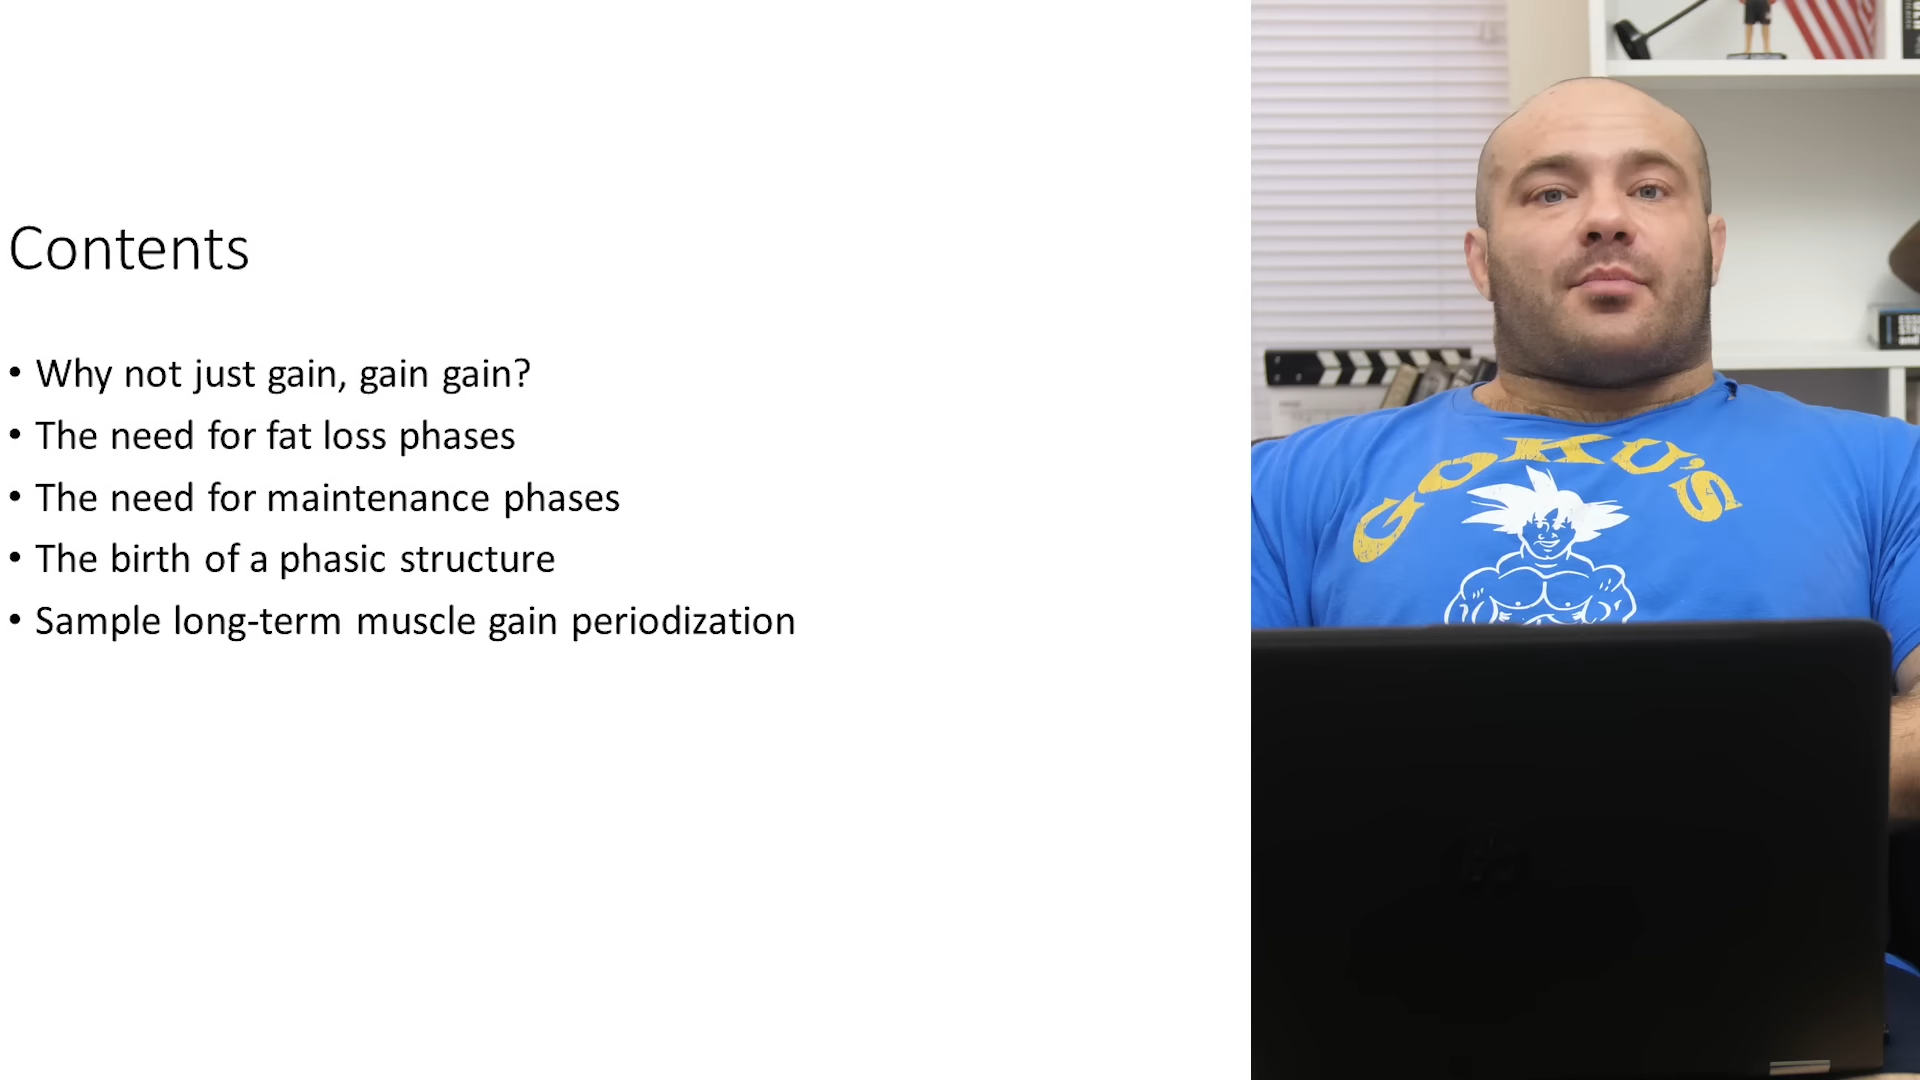 Contents
• Why not just gain, gain gain?
• The need for fat loss phases
• The need for maintenance phases
• The birth of a phasic structure
• Sample long-term muscle gain periodization
GOKU'S